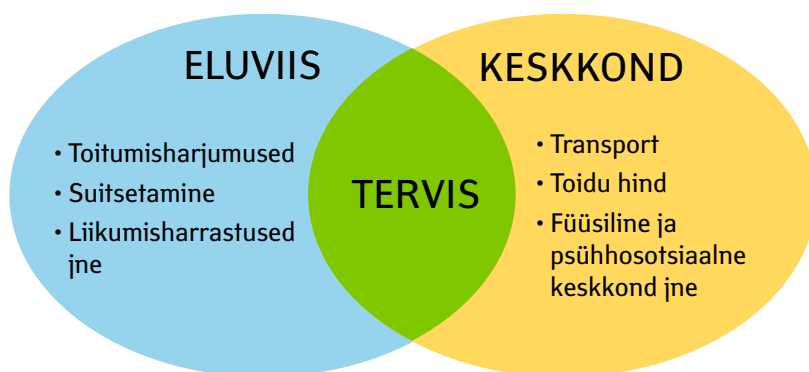 ELUVIIS
• Toitumisharjumused
• Suitsetamine
• Liikumisharrastused
jne
TERVIS
KESKKOND
• Transport
• Toidu hind
• Füüsiline ja
psühhosotsiaalne
keskkond jne